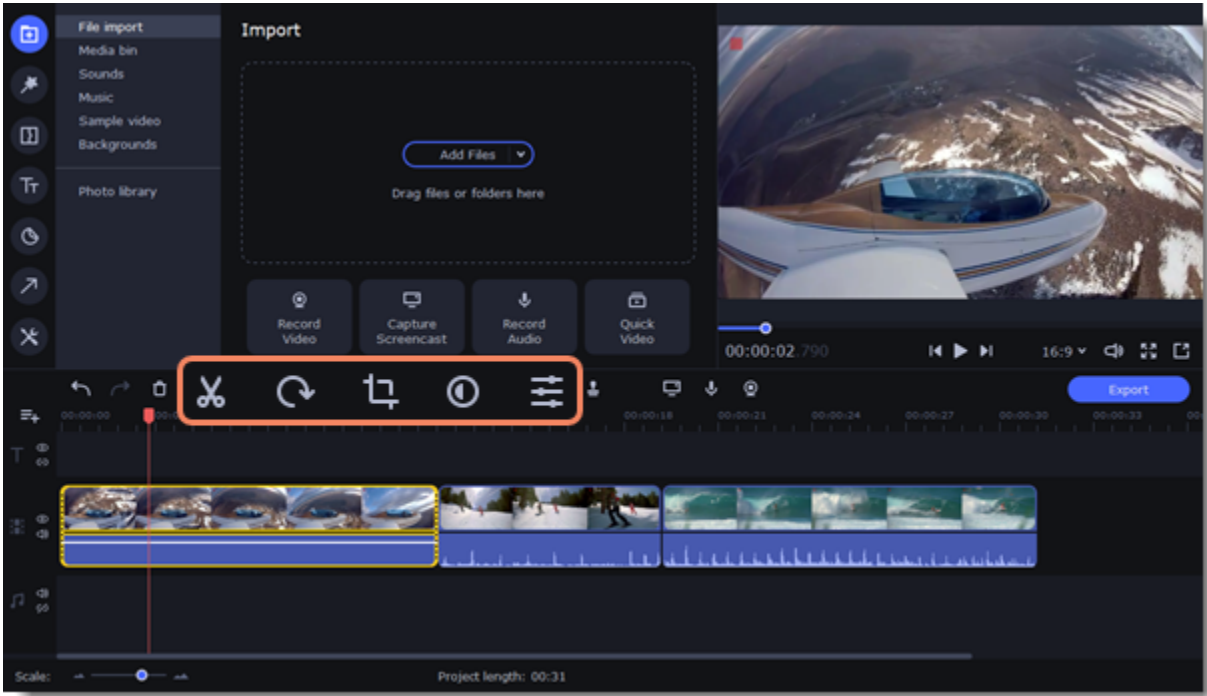 File import
Media bin
Sounds
Music
Sample video
Backgrounds
Photo library
Import
Add Files
Drag files or folders here
Record
Video
Capture
Screencast
Record
Audio
Quick
Video
00:00:02.790
16:9
Export
00:00:00
00:00:18
00:00:21
00:00:24
00:00:27
00:00:30
00:00:33
Scale:
Project length: 00:31